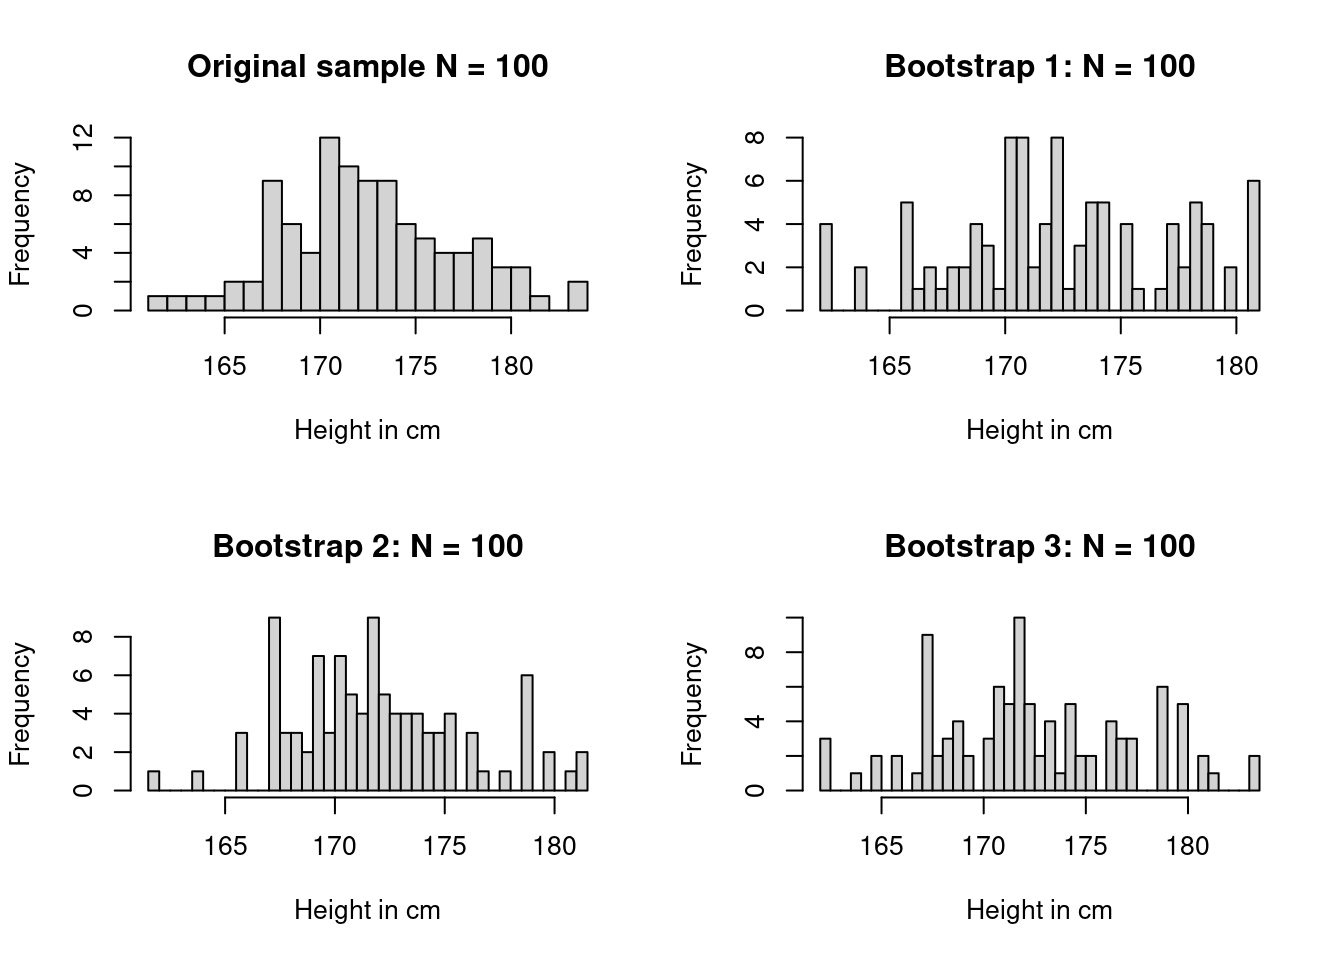 Original sample N = 100
Frequency
0 4 8 12
165 170 175 180
Height in cm
Bootstrap 1: N = 100
Frequency
0 2 4 6 8
165 170 175 180
Height in cm
Bootstrap 2: N = 100
Frequency
0 2 4 6 8
165 170 175 180
Height in cm
Bootstrap 3: N = 100
Frequency
0 4 8
165 170 175 180
Height in cm